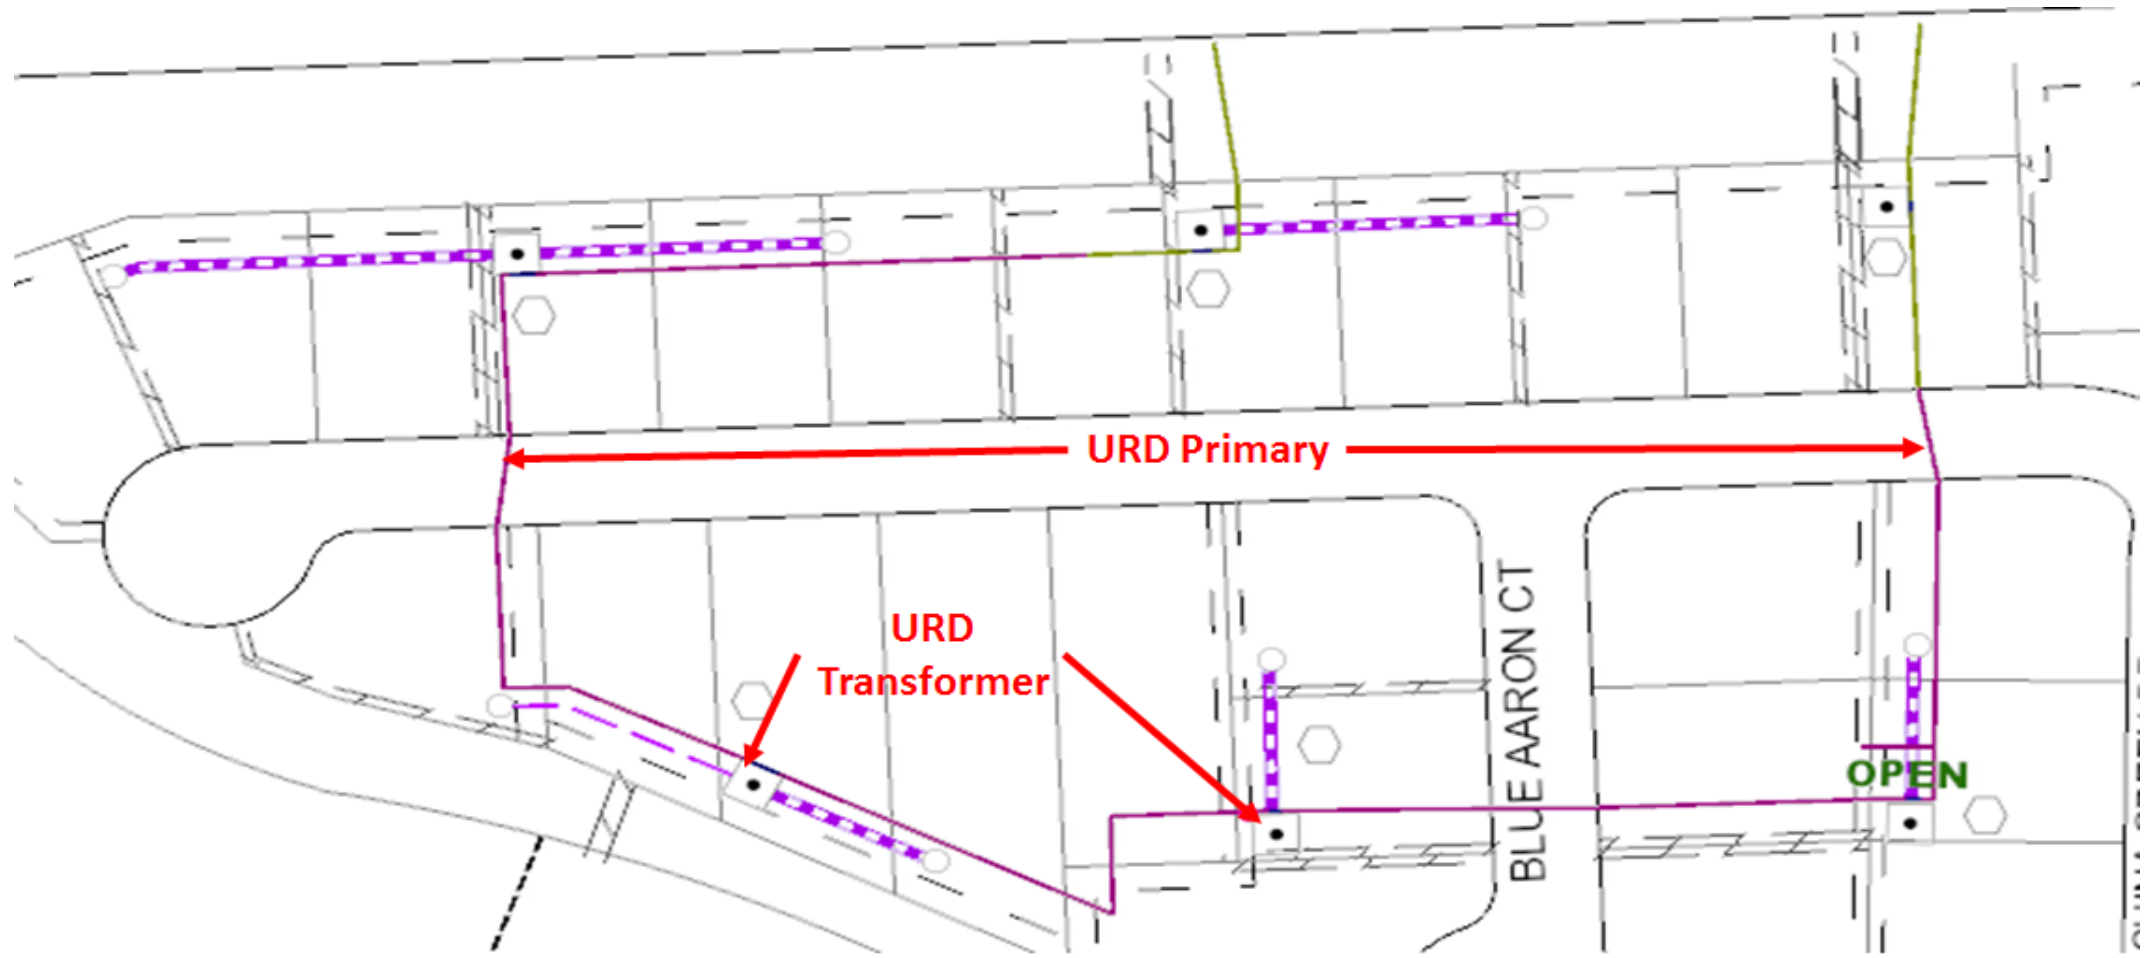 URD Primary
URD
Transformer
BLUE AARON CT
OPEN